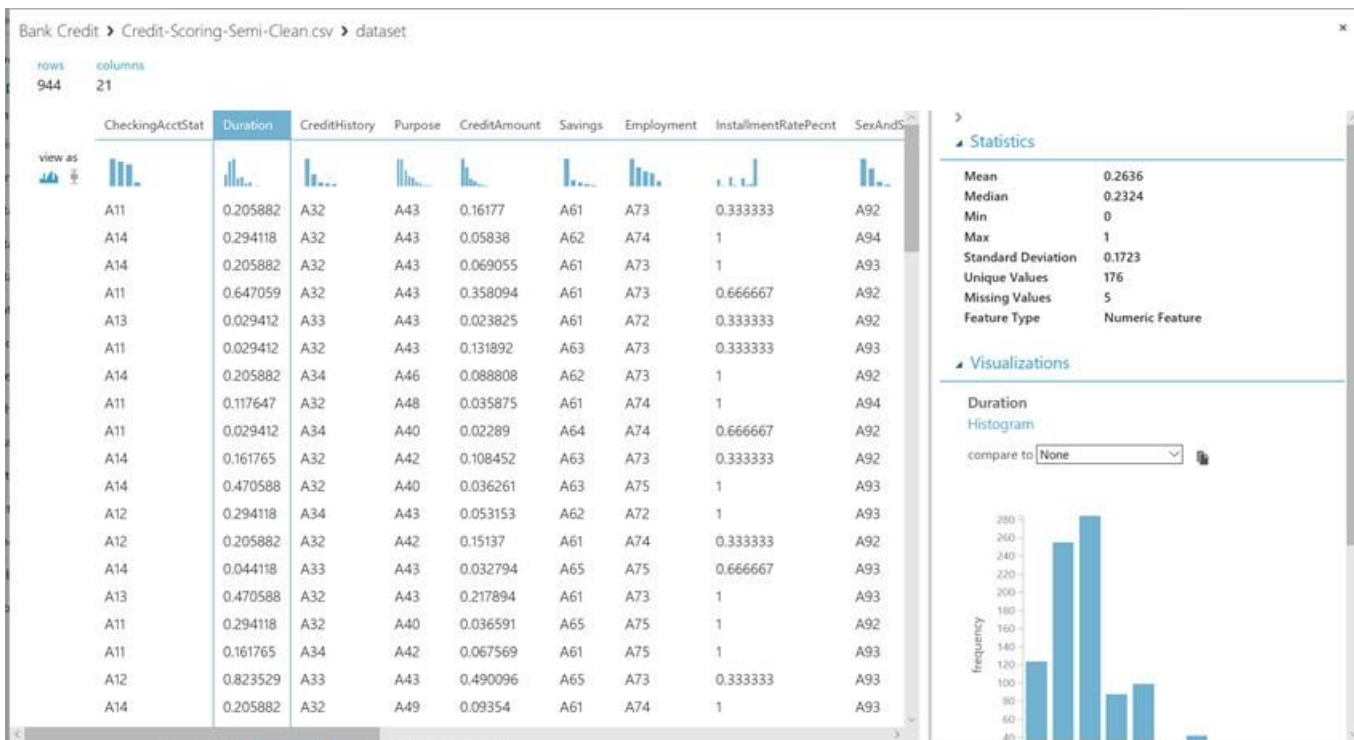 Bank Credit > Credit-Scoring-Semi-Clean.csv > dataset
rows columns
944 21
CheckingAcctStat Duration CreditHistory Purpose CreditAmount Savings Employment InstallmentRatePecnt SexAndS
view as
A11 0.205882 A32 A43 0.16177 A61 A73 0.333333 A92
A14 0.294118 A32 A43 0.05838 A62 A74 1 A94
A14 0.205882 A32 A43 0.069055 A61 A73 1 A93
A11 0.647059 A32 A43 0.358094 A61 A73 0.666667 A92
A13 0.029412 A33 A43 0.023825 A61 A72 0.333333 A92
A11 0.029412 A32 A43 0.131892 A63 A73 0.333333 A93
A14 0.205882 A34 A46 0.088808 A62 A73 1 A92
A11 0.117647 A32 A48 0.035875 A61 A74 1 A94
A11 0.029412 A34 A40 0.02289 A64 A74 0.666667 A92
A14 0.161765 A32 A42 0.108452 A63 A73 0.333333 A92
A14 0.470588 A32 A40 0.036261 A63 A75 1 A93
A12 0.294118 A34 A43 0.053153 A62 A72 1 A93
A12 0.205882 A32 A42 0.15137 A61 A74 0.333333 A92
A14 0.044118 A33 A43 0.032794 A65 A75 0.666667 A93
A13 0.470588 A32 A43 0.217894 A61 A73 1 A93
A11 0.294118 A32 A40 0.036591 A65 A75 1 A92
A11 0.161765 A34 A42 0.067569 A61 A75 1 A93
A12 0.823529 A33 A43 0.490096 A65 A73 0.333333 A93
A14 0.205882 A32 A49 0.09354 A61 A74 1 A93
Statistics
Mean 0.2636
Median 0.2324
Min 0
Max 1
Standard Deviation 0.1723
Unique Values 176
Missing Values 5
Feature Type Numeric Feature
Visualizations
Duration
Histogram
compare to None
frequency
280
260
240
220
200
180
160
140
120
100
80
60
40